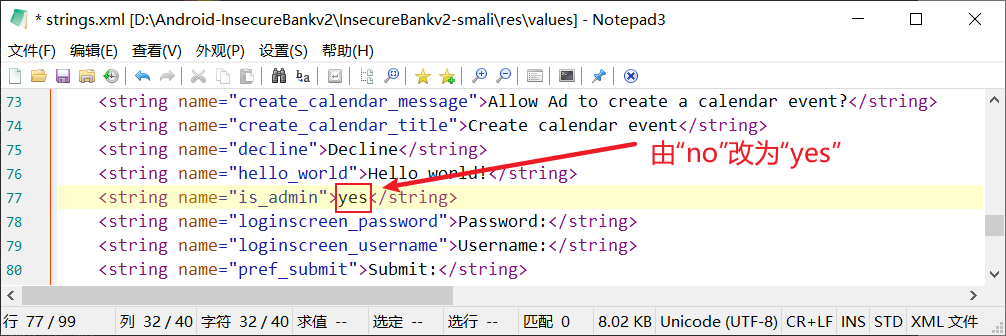 * strings.xml [D:\Android-InsecureBankv2\InsecureBankv2-smali\res\values] - Notepad3
文件(F) 编辑(E) 查看(V) 外观(P) 设置(S) 帮助(H)
73 <string name="create_calendar_message">Allow Ad to create a calendar event?</string>
74 <string name="create_calendar_title">Create calendar event</string>
75 <string name="decline">Decline</string>
由“no”改为“yes”
76 <string name="hello_world">Hello world!</string>
77 <string name="is_admin">yes</string>
78 <string name="loginscreen_password">Password:</string>
79 <string name="loginscreen_username">Username:</string>
80 <string name="pref_submit">Submit:</string>
行 77 / 99 列 32 / 40 字符 32 / 40 求值 -- 选定 -- 选行 -- 匹配 0 8.02 KB Unicode (UTF-8) CR+LF INS STD XML 文件